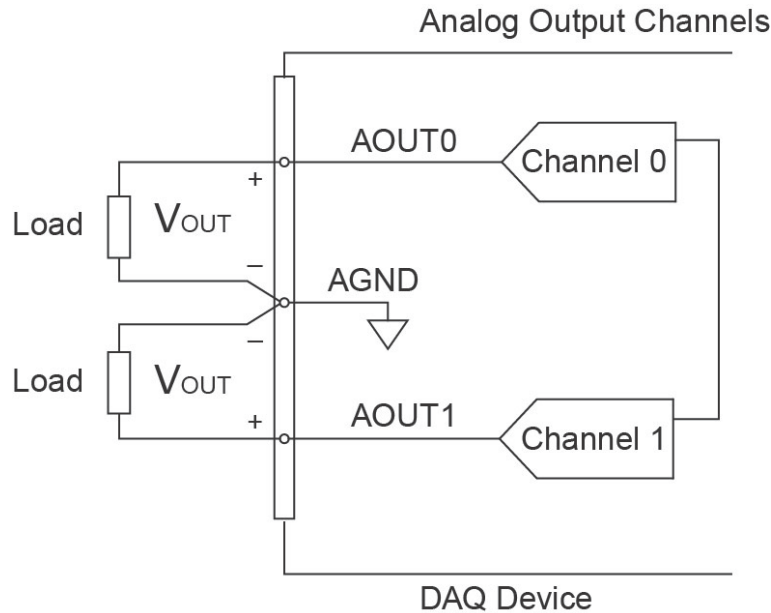 Analog Output Channels
AOUT0
Channel 0
+
Load
VOUT
–
AGND
–
Load
VOUT
+
AOUT1
Channel 1
DAQ Device